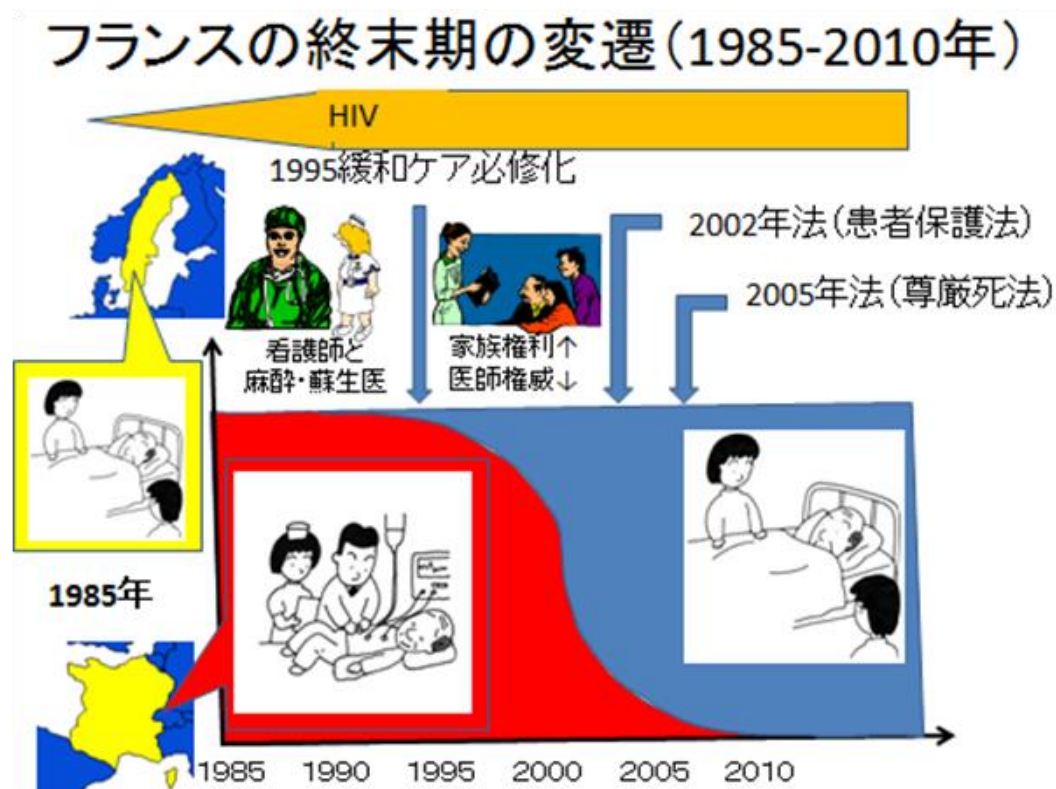 フランスの終末期の変遷(1985-2010年)
HIV
1995緩和ケア必修化
2002年法(患者保護法)
2005年法(尊厳死法)
看護師と
麻酔・蘇生医
家族権利↑
医師権威↓
1985年
1985 1990 1995 2000 2005 2010